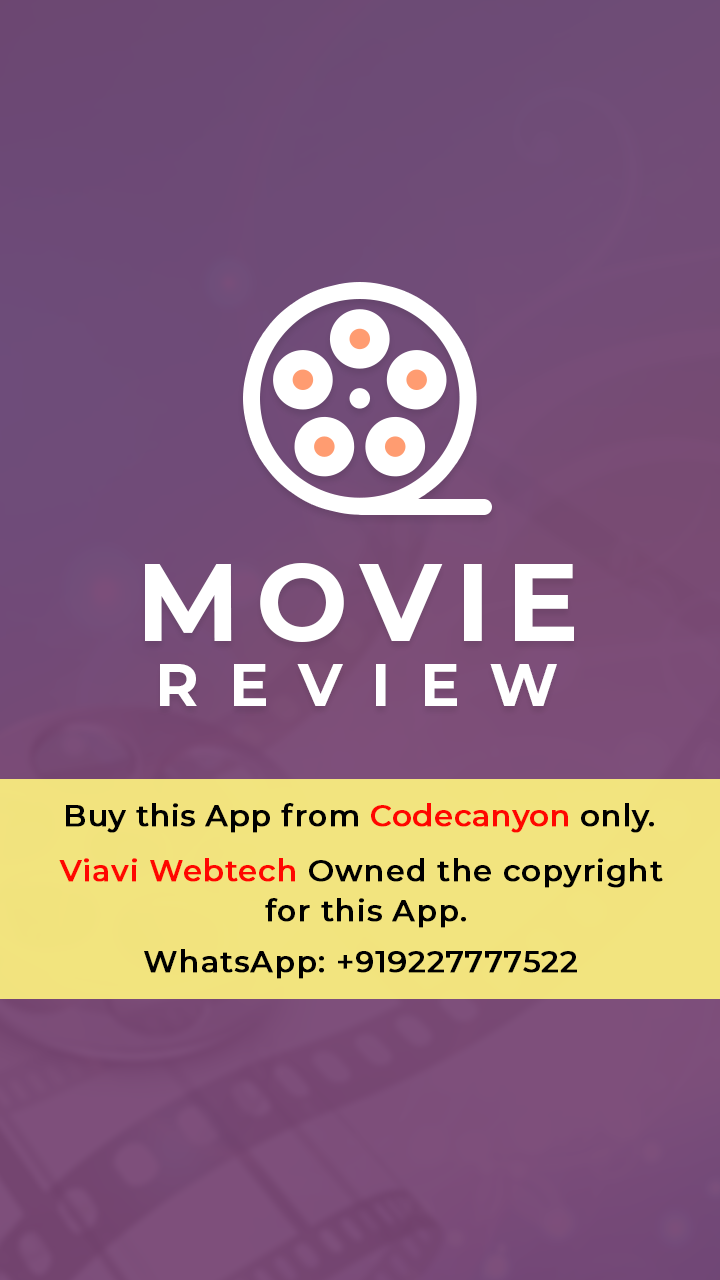 MOVIE
REVIEW
Buy this App from Codecanyon only.
Viavi Webtech Owned the copyright
for this App.
WhatsApp: +919227777522